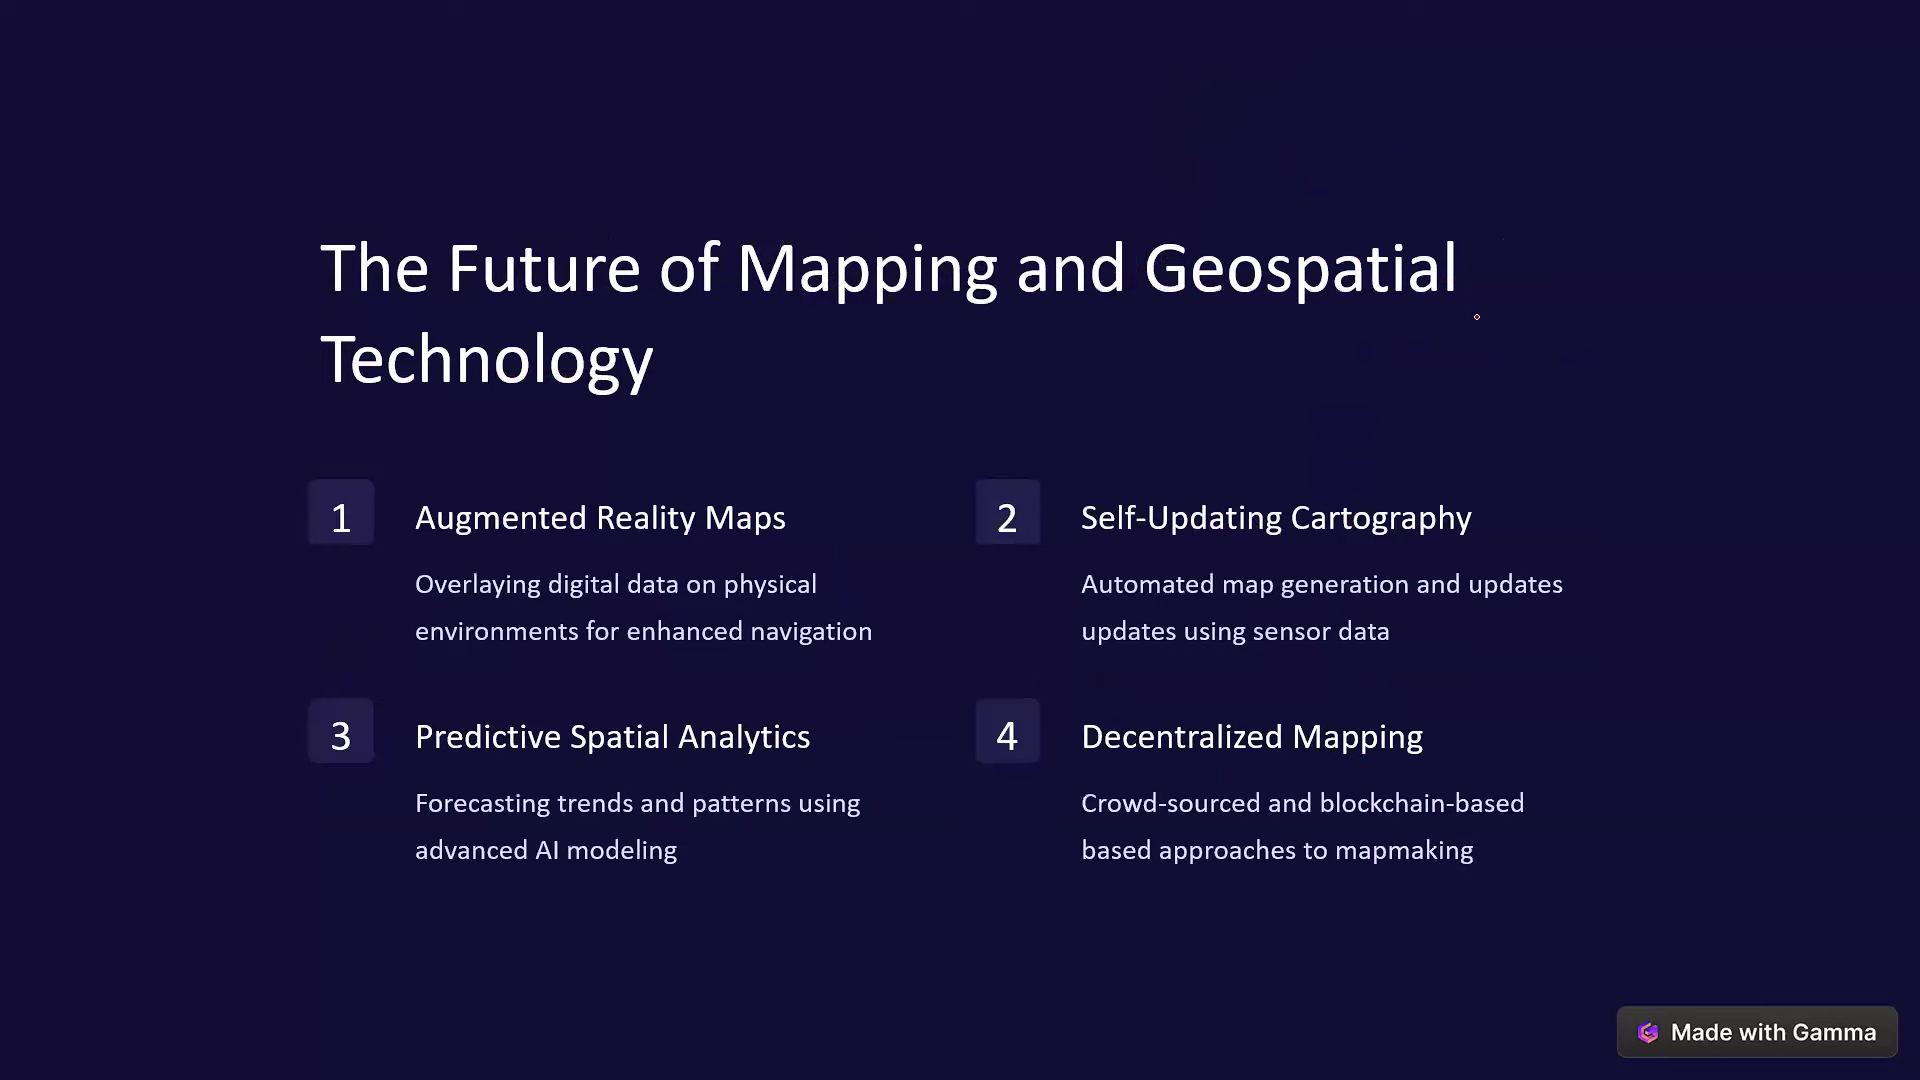 The Future of Mapping and Geospatial
Technology
1
Augmented Reality Maps
Overlaying digital data on physical
environments for enhanced navigation
2
Self-Updating Cartography
Automated map generation and updates
updates using sensor data
3
Predictive Spatial Analytics
Forecasting trends and patterns using
advanced AI modeling
4
Decentralized Mapping
Crowd-sourced and blockchain-based
based approaches to mapmaking
Made with Gamma